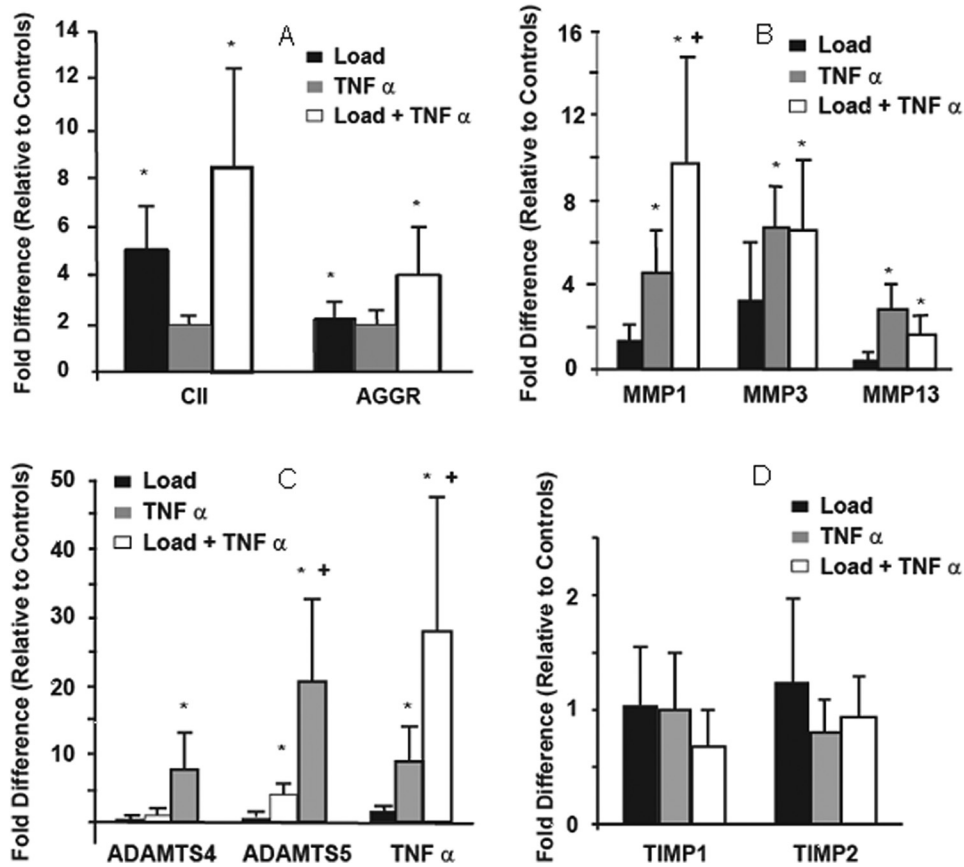 A
Fold Difference (Relative to Controls)
14
12
10
8
6
4
2
0
Load
TNF α
Load + TNF α
*
*
*
*
CII
AGGR
B
Fold Difference (Relative to Controls)
16
12
8
4
0
Load
TNF α
Load + TNF α
*
* +
*
*
*
*
MMP1
MMP3
MMP13
C
Fold Difference (Relative to Controls)
50
40
30
20
10
Load
TNF α
Load + TNF α
*
*
* +
*
* +
ADAMTS4
ADAMTS5
TNF α
D
Fold Difference (Relative to Controls)
2
1
0
Load
TNF α
Load + TNF α
TIMP1
TIMP2